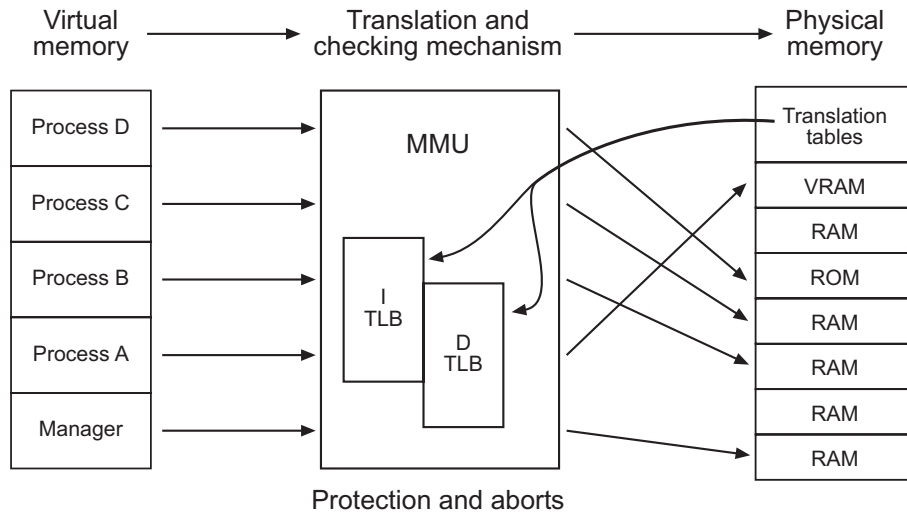 Virtual
memory
Translation and
checking mechanism
Physical
memory
Process D
Process C
Process B
Process A
Manager
MMU
I
TLB
D
TLB
Translation
tables
VRAM
RAM
ROM
RAM
RAM
RAM
RAM
Protection and aborts